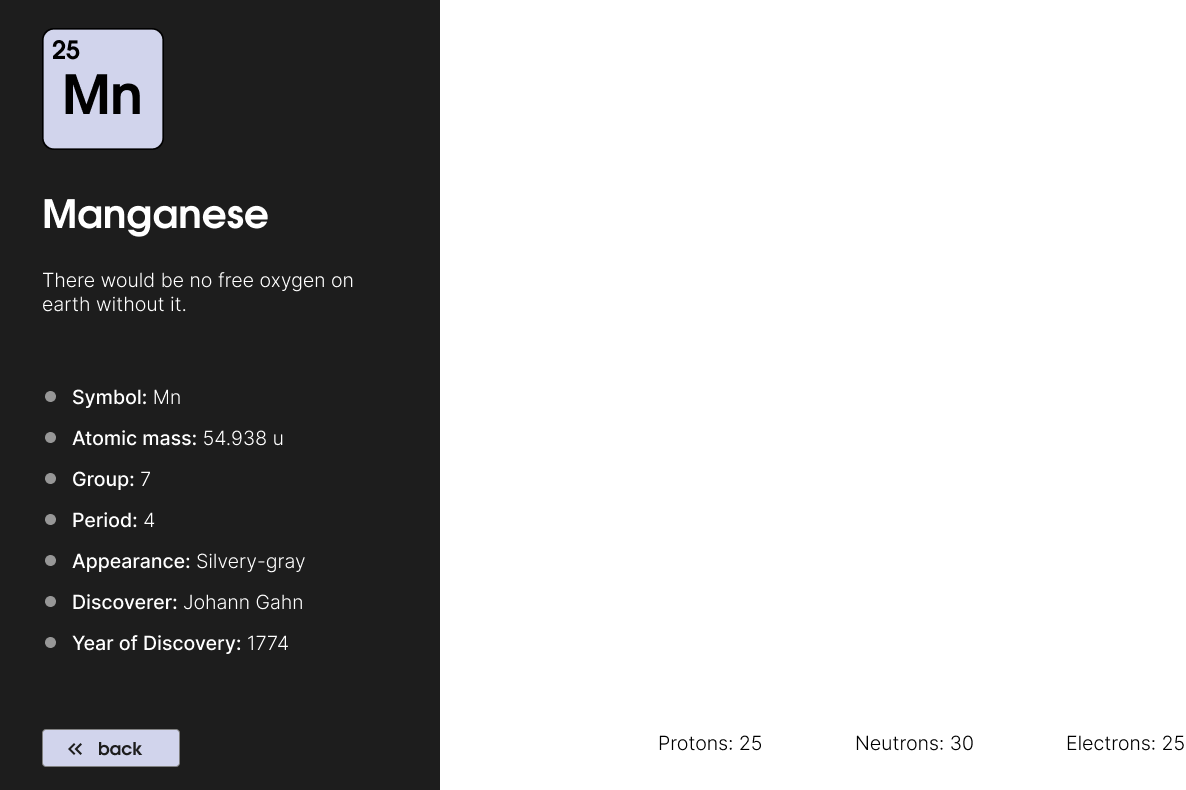 25
Mn
Manganese
There would be no free oxygen on
earth without it.
Symbol: Mn
Atomic mass: 54.938 u
Group: 7
Period: 4
Appearance: Silvery-gray
Discoverer: Johann Gahn
Year of Discovery: 1774
« back
Protons: 25
Neutrons: 30
Electrons: 25